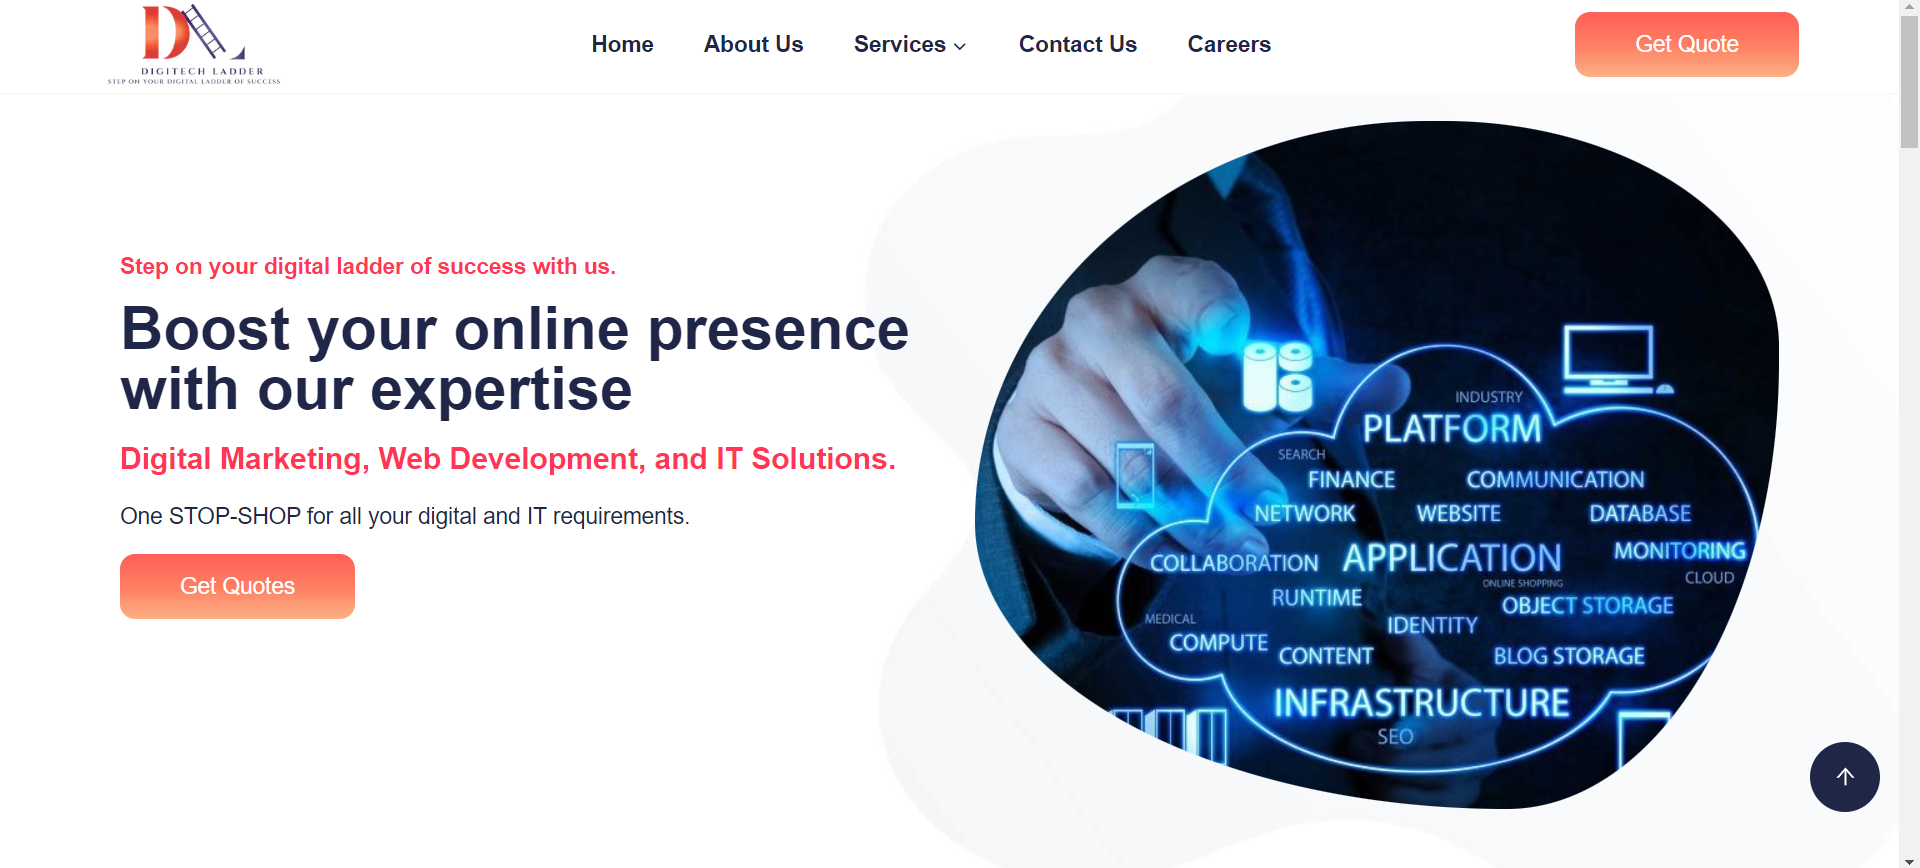 DIGITECH LADDER
STEP ON YOUR DIGITAL LADDER OF SUCCESS
Home
About Us
Services
Contact Us
Careers
Get Quote
Step on your digital ladder of success with us.
Boost your online presence
with our expertise
Digital Marketing, Web Development, and IT Solutions.
One STOP-SHOP for all your digital and IT requirements.
Get Quotes
INDUSTRY
PLATFORM
SEARCH
FINANCE
COMMUNICATION
NETWORK
WEBSITE
DATABASE
COLLABORATION
APPLICATION
MONITORING
ONLINE SHOPPING
CLOUD
RUNTIME
OBJECT STORAGE
MEDICAL
IDENTITY
COMPUTE
CONTENT
BLOG STORAGE
INFRASTRUCTURE
SEO